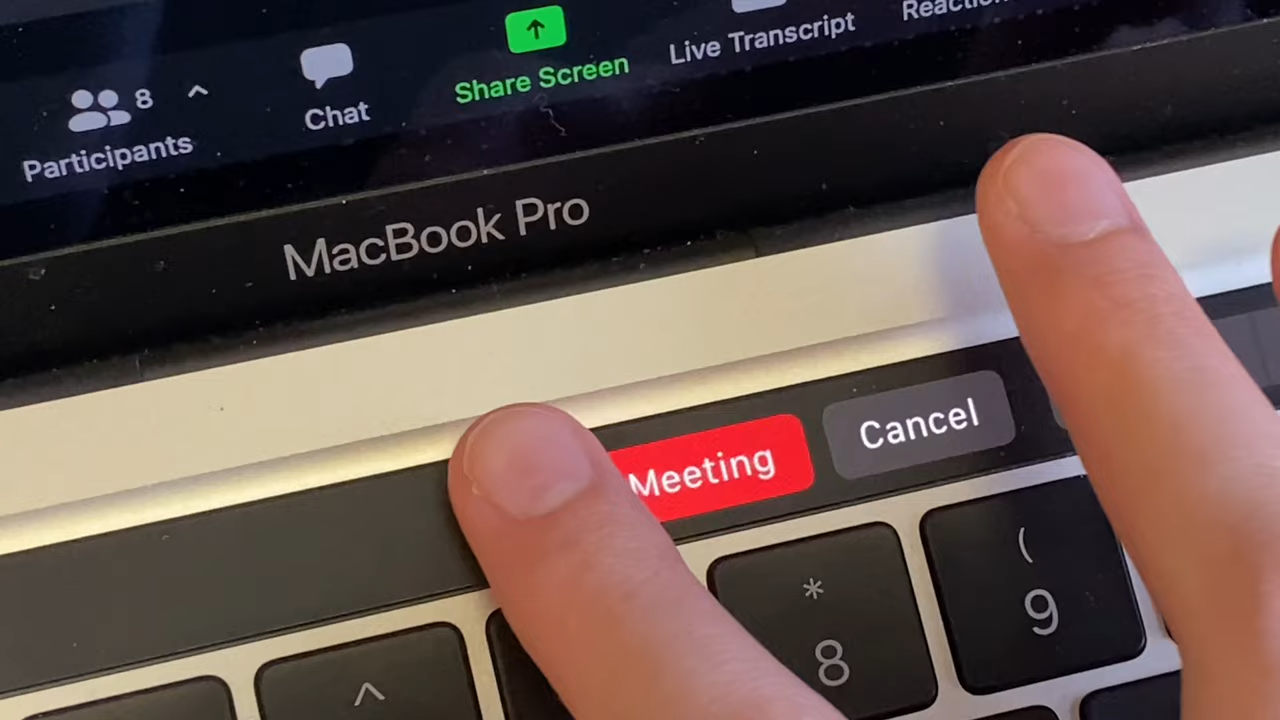 8
Participants
Chat
Share Screen
Live Transcript
MacBook Pro
Meeting
Cancel
^
*
8
(
9